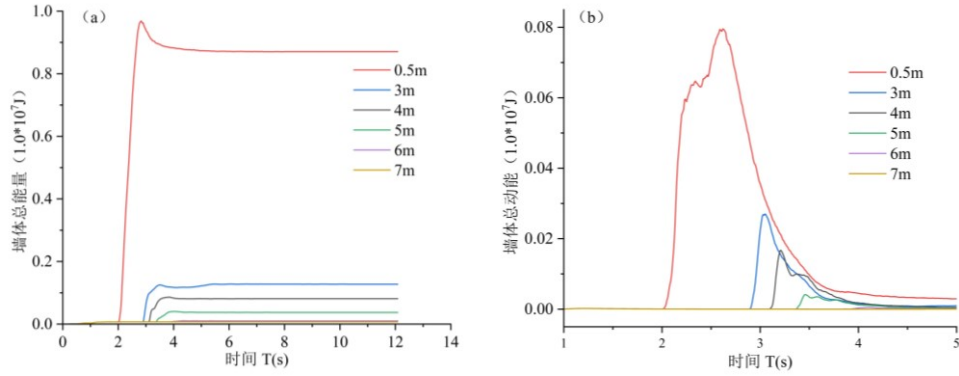 (a)
墙体总能量（1.0*10⁷J）
1.0
0.8
0.6
0.4
0.2
0.0
0 2 4 6 8 10 12 14
时间 T(s)
0.5m
3m
4m
5m
6m
7m
（b）
墙体总动能（1.0*10⁷J）
0.08
0.06
0.04
0.02
0.00
1 2 3 4 5
时间 T(s)
0.5m
3m
4m
5m
6m
7m